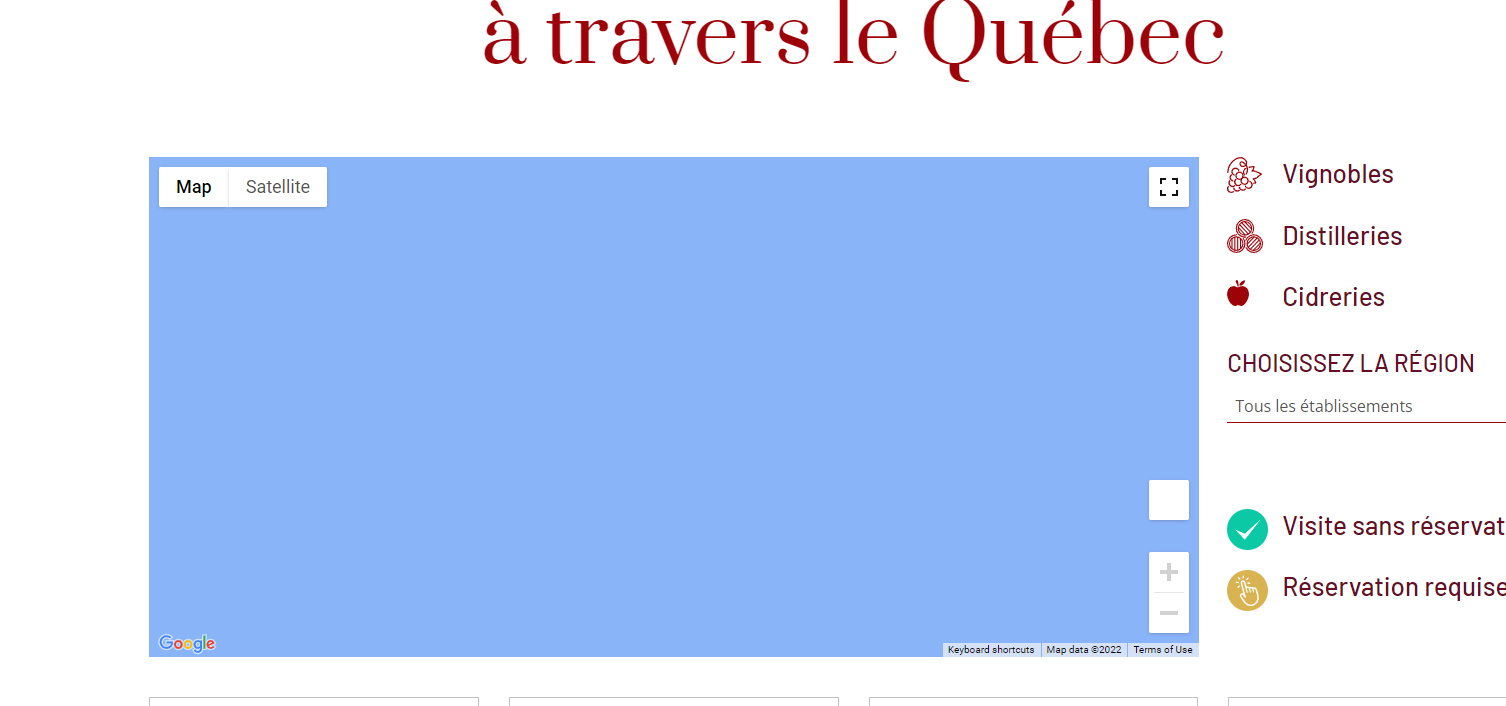 à travers le Québec
Map
Satellite
Vignobles
Distilleries
Cidreries
CHOISISSEZ LA RÉGION
Tous les établissements
Visite sans réservat
Réservation requise
Google
Keyboard shortcuts
Map data ©2022
Terms of Use